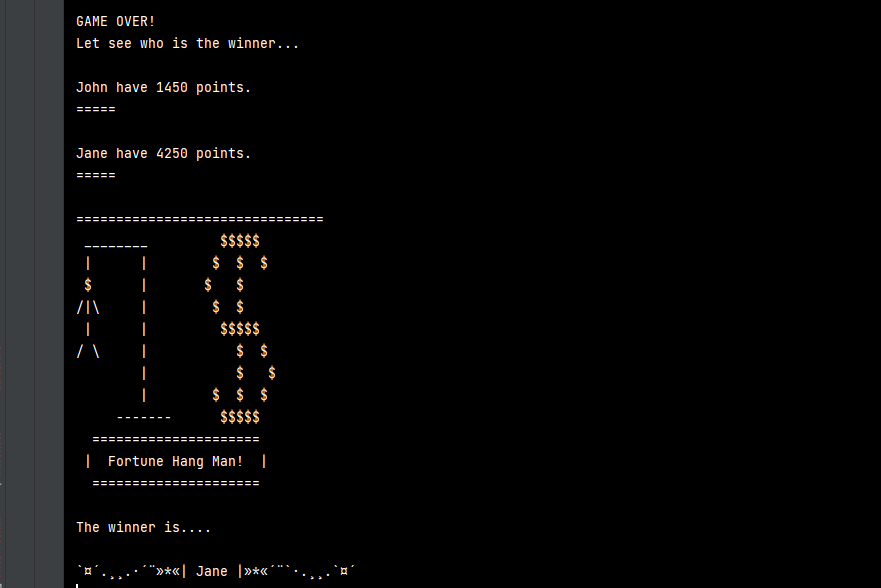 GAME OVER!
Let see who is the winner...
John have 1450 points.
=====
Jane have 4250 points.
=====
===============================
 ________         $$$$$
 |      |        $  $  $
 $      |       $   $
/|\     |        $  $
 |      |         $$$$$
/ \     |           $  $
        |           $   $
        |        $  $  $
     -------      $$$$$
  =====================
 |  Fortune Hang Man!  |
  =====================
The winner is....
`¤´.¸¸.·´¨»*«| Jane |»*«´¨`·.¸¸.`¤´